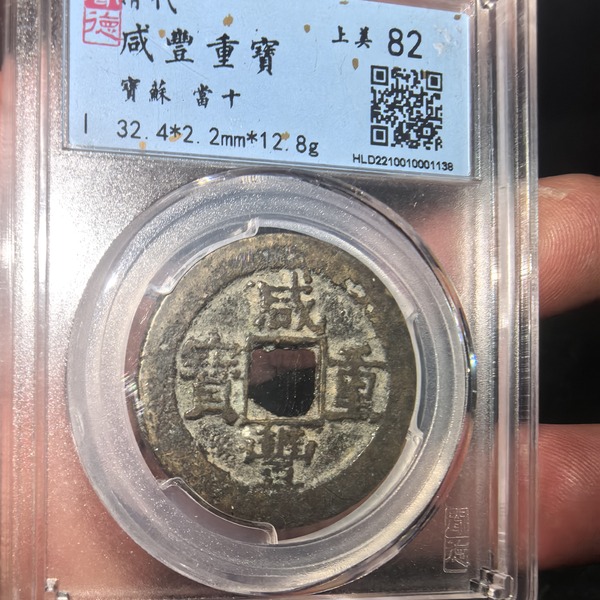 清代
德
咸豐重寶
上美 82
寶蘇 當十
32.4*2.2mm*12.8g
HLD2210010001138
咸
寶 重
豐